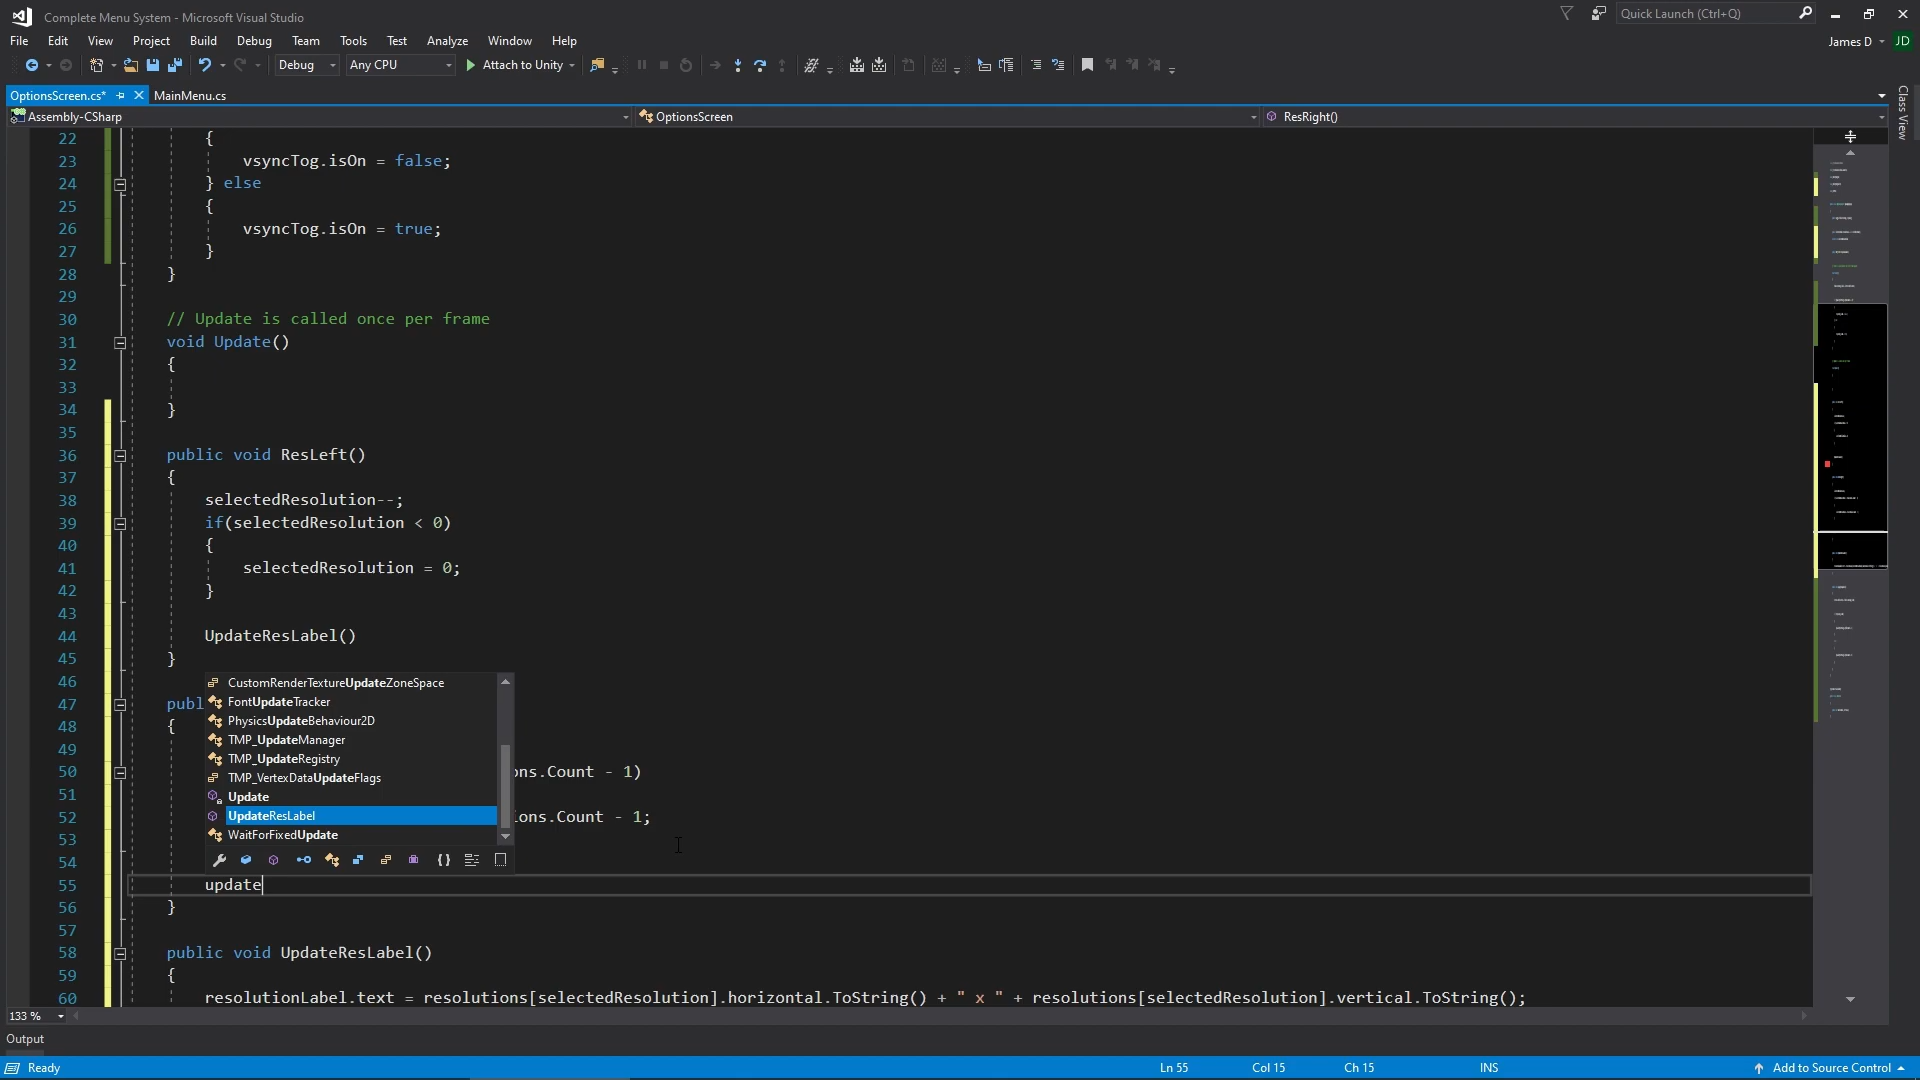 Complete Menu System - Microsoft Visual Studio
Quick Launch (Ctrl+Q)
File Edit View Project Build Debug Team Tools Test Analyze Window Help
James D JD
Debug Any CPU Attach to Unity
OptionsScreen.cs* MainMenu.cs
Class View
Assembly-CSharp OptionsScreen ResRight()
22 {
23 vsyncTog.isOn = false;
24 } else
25 {
26 vsyncTog.isOn = true;
27 }
28 }
29
30 // Update is called once per frame
31 void Update()
32 {
33
34 }
35
36 public void ResLeft()
37 {
38 selectedResolution--;
39 if(selectedResolution < 0)
40 {
41 selectedResolution = 0;
42 }
43
44 UpdateResLabel()
45 }
46 CustomRenderTextureUpdateZoneSpace
FontUpdateTracker
47 publ
PhysicsUpdateBehaviour2D
48 {
TMP_UpdateManager
49
TMP_UpdateRegistry
50 ons.Count - 1)
TMP_VertexDataUpdateFlags
51 Update
52 UpdateResLabel ions.Count - 1;
53 WaitForFixedUpdate
54
55 update
56 }
57
58 public void UpdateResLabel()
59 {
60 resolutionLabel.text = resolutions[selectedResolution].horizontal.ToString() + " x " + resolutions[selectedResolution].vertical.ToString();
133 %
Output
Ready Ln 55 Col 15 Ch 15 INS Add to Source Control